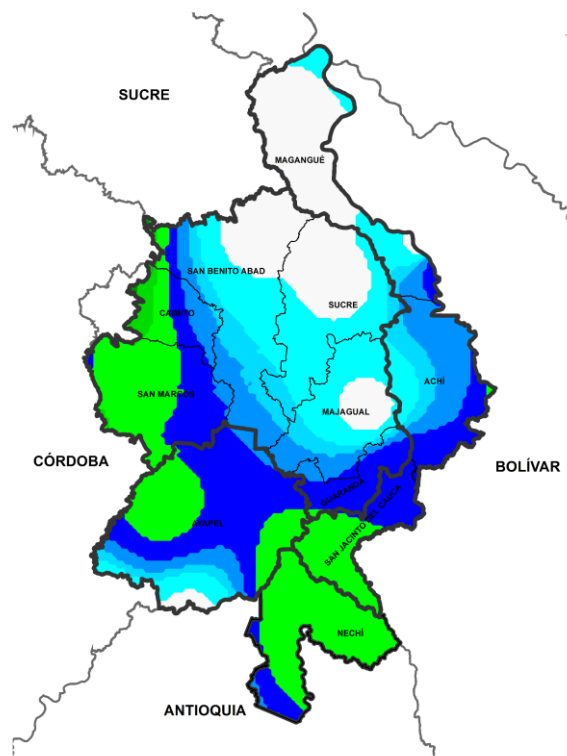 SUCRE
MAGANGUÉ
SAN BENITO ABAD
SUCRE
CAIMITO
ACHÍ
SAN MARCOS
MAJAGUAL
CÓRDOBA
BOLÍVAR
GUARANDA
AYAPEL
SAN JACINTO DEL CAUCA
NECHÍ
ANTIOQUIA